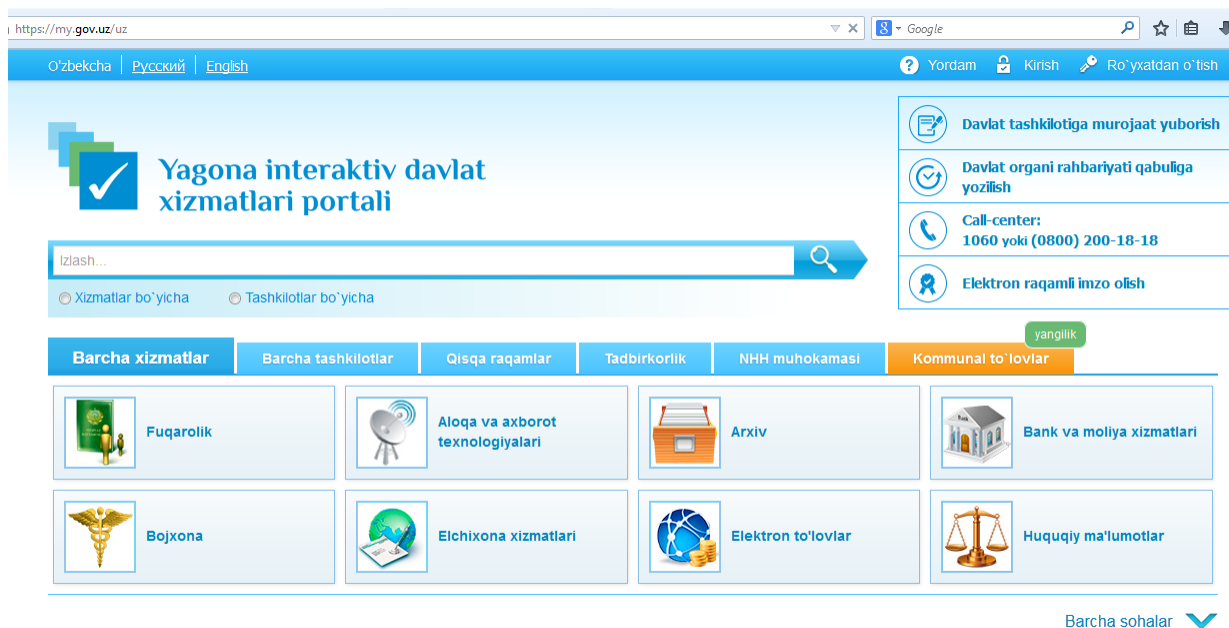 https://my.gov.uz/uz
Google
O'zbekcha Русский English
Yordam Kirish Ro`yxatdan o`tish
Yagona interaktiv davlat
xizmatlari portali
Izlash...
Xizmatlar bo`yicha Tashkilotlar bo`yicha
Davlat tashkilotiga murojaat yuborish
Davlat organi rahbariyati qabuliga
yozilish
Call-center:
1060 yoki (0800) 200-18-18
Elektron raqamli imzo olish
yangilik
Barcha xizmatlar Barcha tashkilotlar Qisqa raqamlar Tadbirkorlik NHH muhokamasi Kommunal to`lovlar
Fuqarolik
Aloqa va axborot
texnologiyalari
Arxiv
Bank va moliya xizmatlari
Bojxona
Elchixona xizmatlari
Elektron to'lovlar
Huquqiy ma'lumotlar
Barcha sohalar